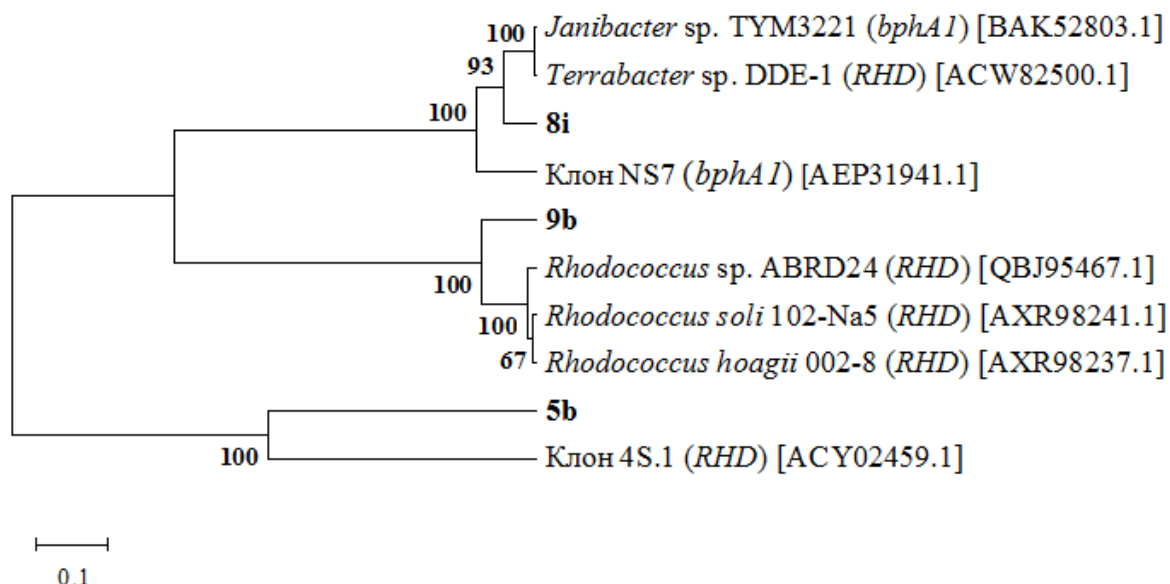 100 Janibacter sp. TYM3221 (bphA1) [BAK52803.1]
93 Terrabacter sp. DDE-1 (RHD) [ACW82500.1]
100 8i
Клон NS7 (bphA1) [AEP31941.1]
9b
100 Rhodococcus sp. ABRD24 (RHD) [QBJ95467.1]
100 Rhodococcus soli 102-Na5 (RHD) [AXR98241.1]
67 Rhodococcus hoagii 002-8 (RHD) [AXR98237.1]
5b
100 Клон 4S.1 (RHD) [ACY02459.1]
0.1